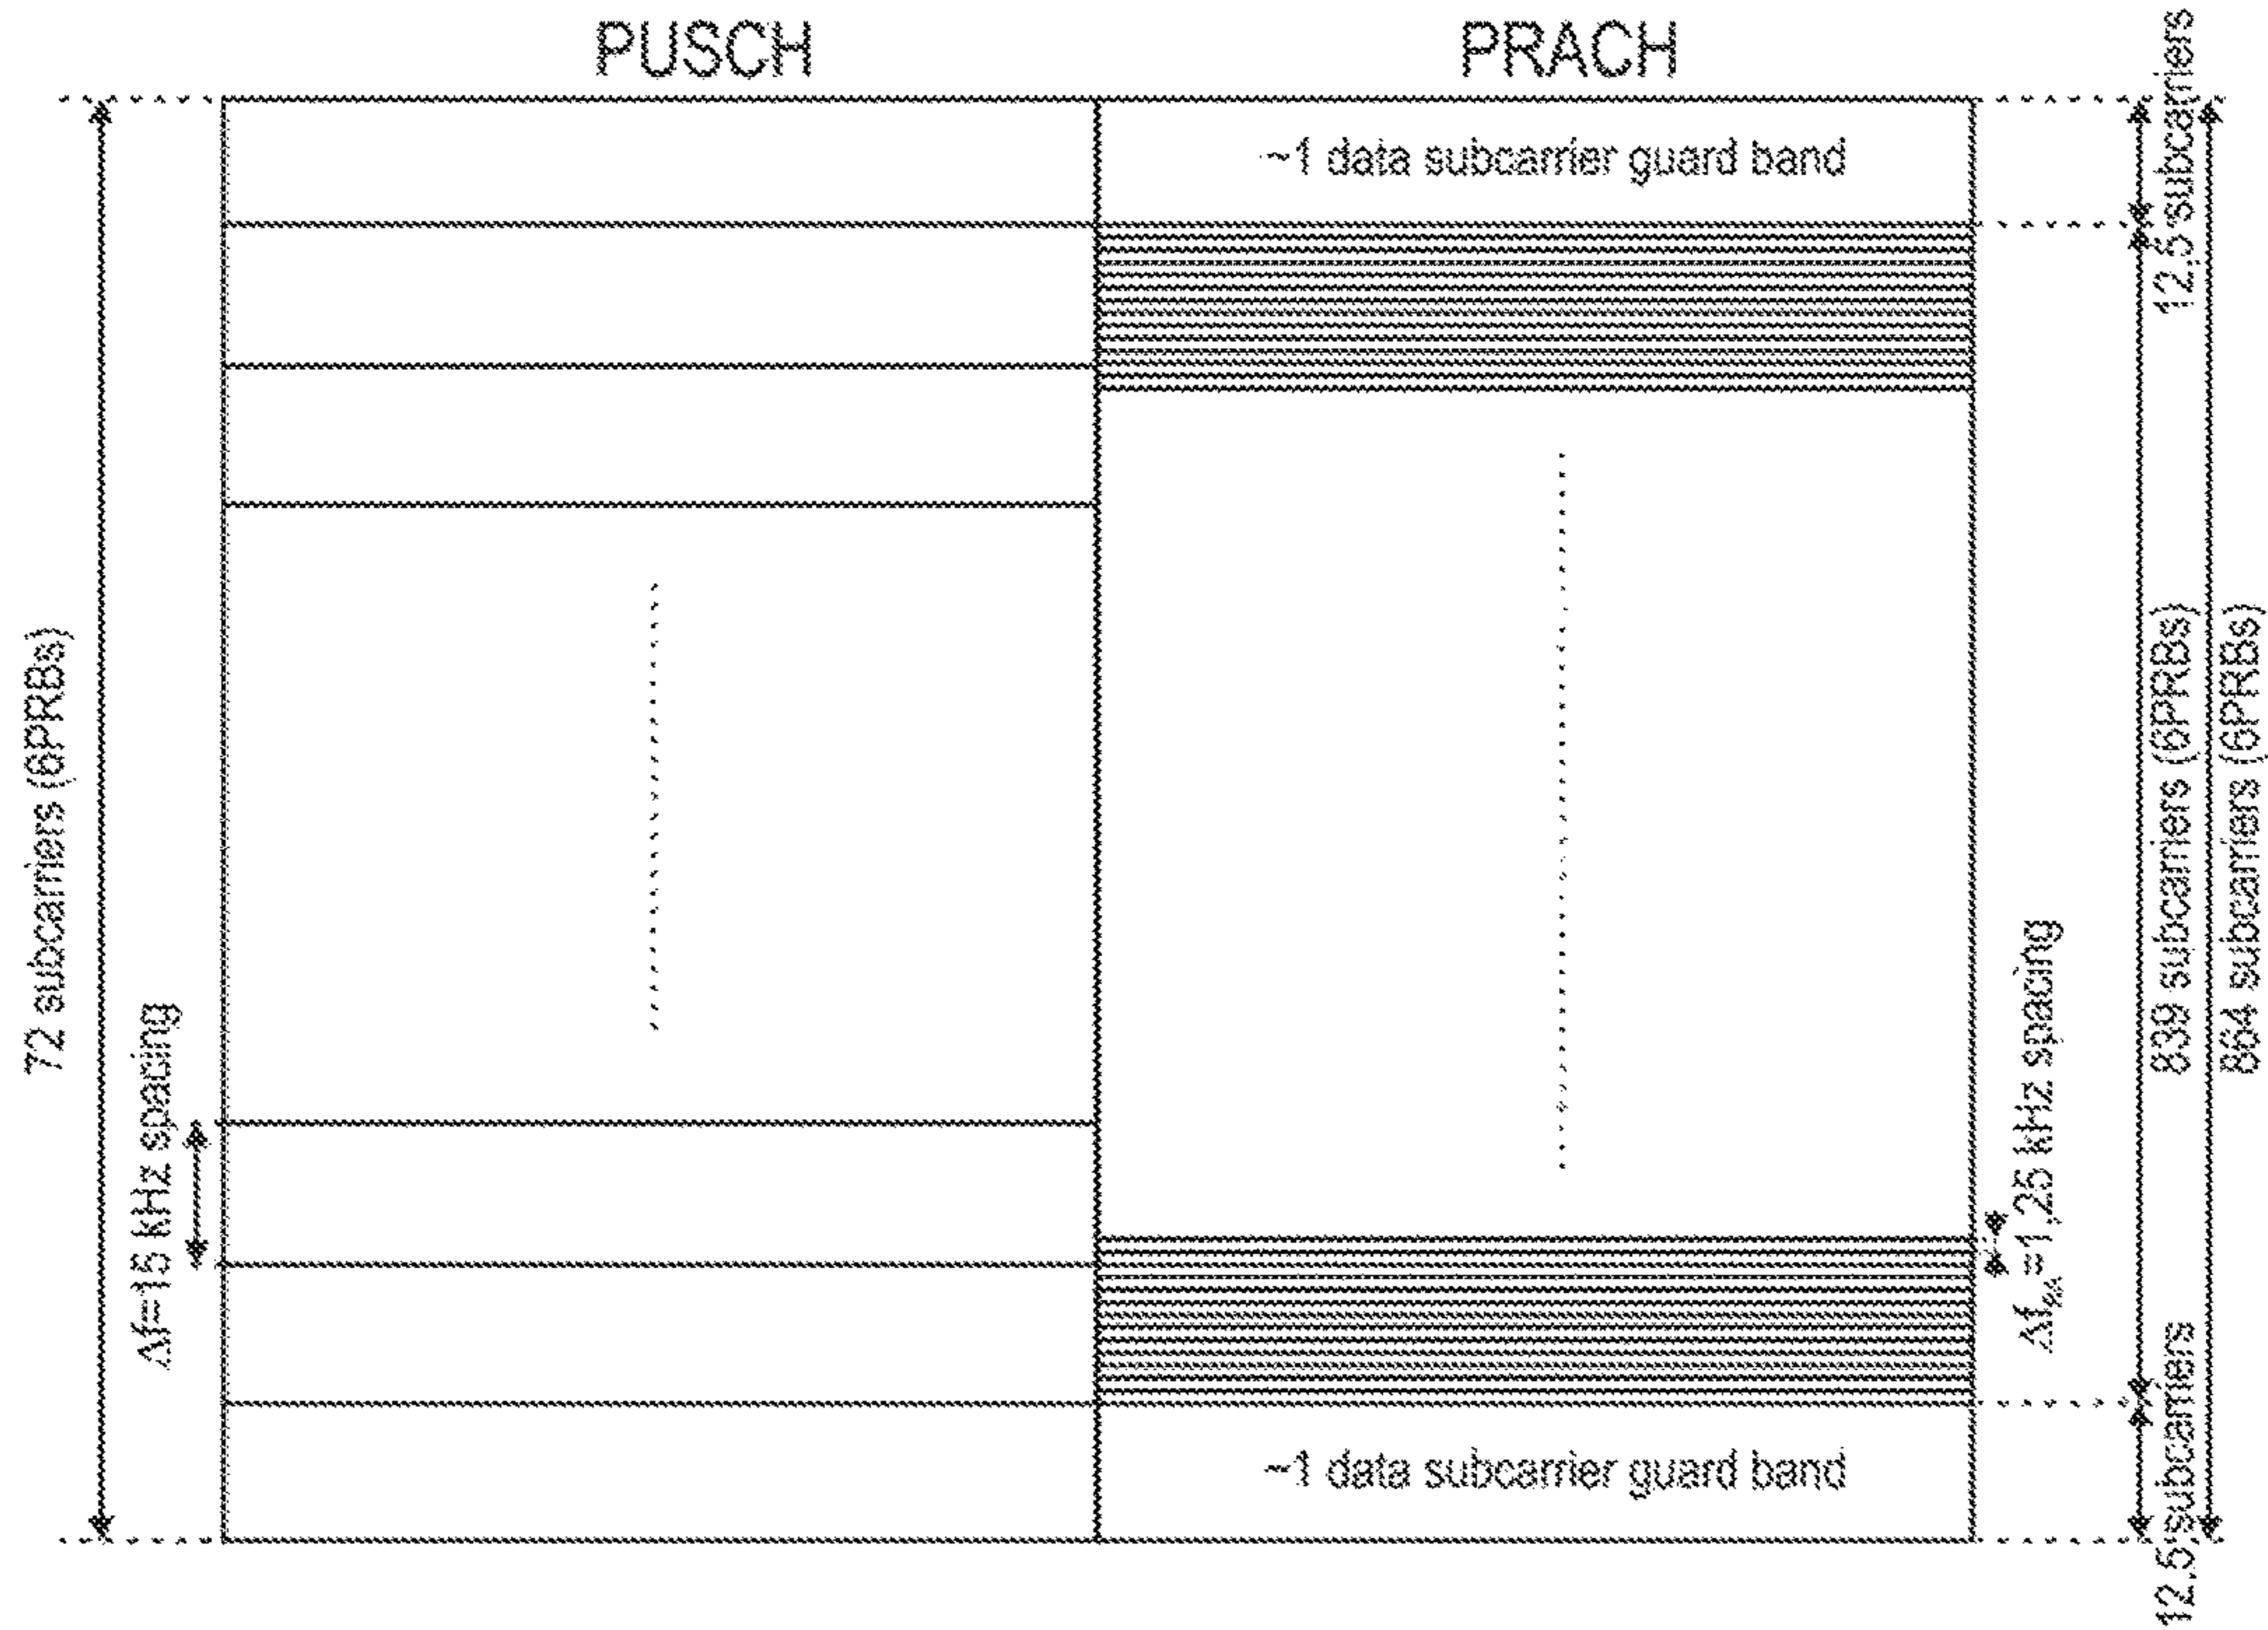 PUSCH
PRACH
~1 data subcarrier guard band
12,5 subcarriers
72 subcarriers (6PRBs)
Δf=15 kHz spacing
Δf_RA=1,25 kHz spacing
839 subcarriers (6PRBs)
864 subcarriers (6PRBs)
~1 data subcarrier guard band
12,5 subcarriers